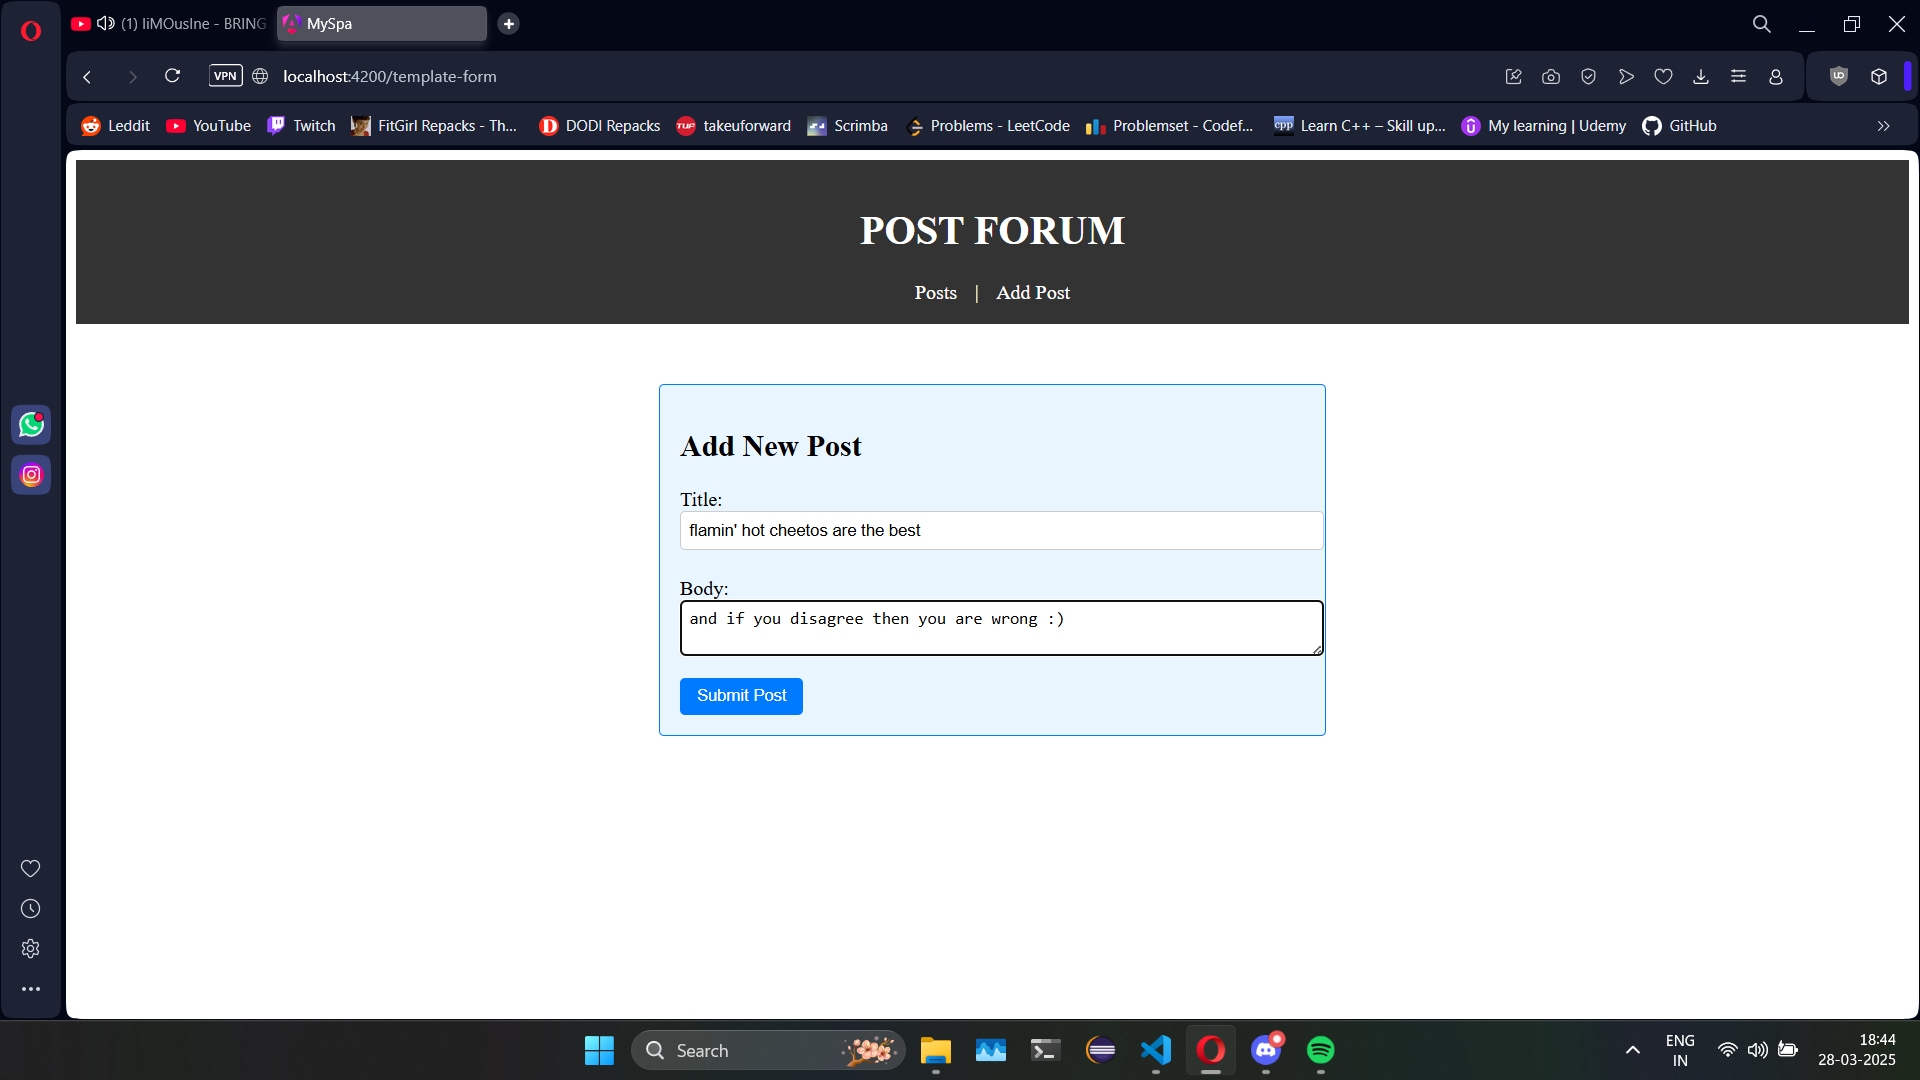 (1) liMOusIne - BRING
MySpa
VPN
localhost:4200/template-form
Leddit
YouTube
Twitch
FitGirl Repacks - Th...
DODI Repacks
TUF
takeuforward
Scrimba
Problems - LeetCode
Problemset - Codef...
cpp
Learn C++ – Skill up...
My learning | Udemy
GitHub
POST FORUM
Posts | Add Post
Add New Post
Title:
flamin' hot cheetos are the best
Body:
and if you disagree then you are wrong :)
Submit Post
Search
ENG
IN
18:44
28-03-2025